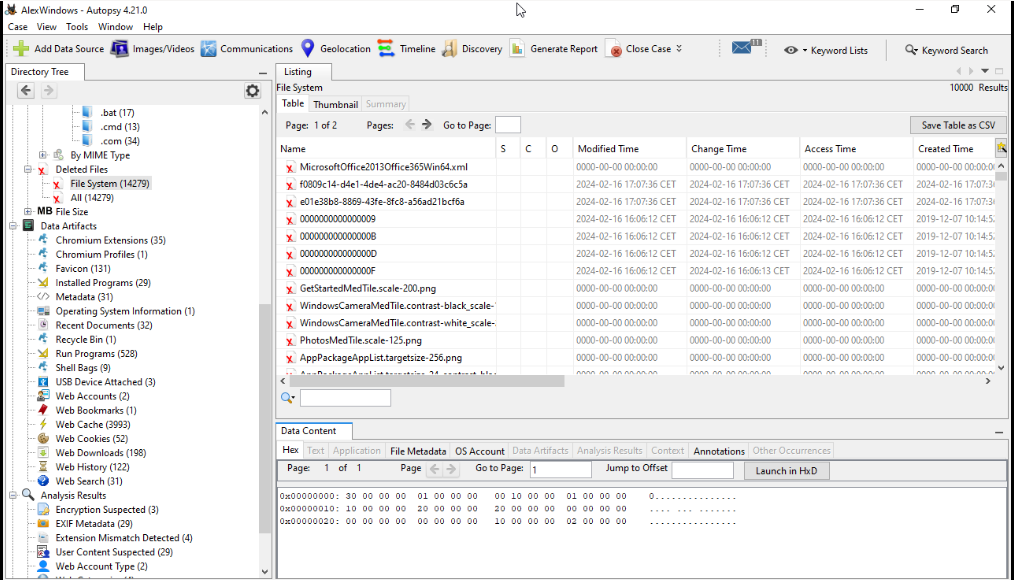 AlexWindows - Autopsy 4.21.0
Case View Tools Window Help
Add Data Source Images/Videos Communications Geolocation Timeline Discovery Generate Report Close Case 11 Keyword Lists Keyword Search
Directory Tree
.bat (17)
.cmd (13)
.com (34)
By MIME Type
Deleted Files
File System (14279)
All (14279)
MB File Size
Data Artifacts
Chromium Extensions (35)
Chromium Profiles (1)
Favicon (131)
Installed Programs (29)
Metadata (31)
Operating System Information (1)
Recent Documents (32)
Recycle Bin (1)
Run Programs (528)
Shell Bags (9)
USB Device Attached (3)
Web Accounts (2)
Web Bookmarks (1)
Web Cache (3993)
Web Cookies (52)
Web Downloads (198)
Web History (122)
Web Search (31)
Analysis Results
Encryption Suspected (3)
EXIF Metadata (29)
Extension Mismatch Detected (4)
User Content Suspected (29)
Web Account Type (2)
Listing
File System
10000 Results
Table Thumbnail Summary
Page: 1 of 2 Pages: Go to Page: Save Table as CSV
Name S C O Modified Time Change Time Access Time Created Time
MicrosoftOffice2013Office365Win64.xml 0000-00-00 00:00:00 0000-00-00 00:00:00 0000-00-00 00:00:00 0000-00-00 00:00:00
f0809c14-d4e1-4de4-ac20-8484d03c6c5a 2024-02-16 17:07:36 CET 2024-02-16 17:07:36 CET 2024-02-16 17:07:36 CET 2024-02-16 17:07:3
e01e38b8-8869-43fe-8fc8-a56ad21bcf6a 2024-02-16 17:07:36 CET 2024-02-16 17:07:36 CET 2024-02-16 17:07:36 CET 2024-02-16 17:07:3
0000000000000009 2024-02-16 16:06:12 CET 2024-02-16 16:06:12 CET 2024-02-16 16:06:12 CET 2019-12-07 10:14:5
000000000000000B 2024-02-16 16:06:12 CET 2024-02-16 16:06:12 CET 2024-02-16 16:06:12 CET 2019-12-07 10:14:5
000000000000000D 2024-02-16 16:06:12 CET 2024-02-16 16:06:12 CET 2024-02-16 16:06:12 CET 2019-12-07 10:14:5
000000000000000F 2024-02-16 16:06:12 CET 2024-02-16 16:06:13 CET 2024-02-16 16:06:12 CET 2019-12-07 10:14:5
GetStartedMedTile.scale-200.png 0000-00-00 00:00:00 0000-00-00 00:00:00 0000-00-00 00:00:00 0000-00-00 00:00:00
WindowsCameraMedTile.contrast-black_scale- 0000-00-00 00:00:00 0000-00-00 00:00:00 0000-00-00 00:00:00 0000-00-00 00:00:00
WindowsCameraMedTile.contrast-white_scale- 0000-00-00 00:00:00 0000-00-00 00:00:00 0000-00-00 00:00:00 0000-00-00 00:00:00
PhotosMedTile.scale-125.png 0000-00-00 00:00:00 0000-00-00 00:00:00 0000-00-00 00:00:00 0000-00-00 00:00:00
AppPackageAppList.targetsize-256.png 0000-00-00 00:00:00 0000-00-00 00:00:00 0000-00-00 00:00:00 0000-00-00 00:00:00
Data Content
Hex Text Application File Metadata OS Account Data Artifacts Analysis Results Context Annotations Other Occurrences
Page: 1 of 1 Page Go to Page: 1 Jump to Offset Launch in HxD
0x00000000: 30 00 00 00 01 00 00 00 00 10 00 00 01 00 00 00 0...............
0x00000010: 10 00 00 00 20 00 00 00 20 00 00 00 00 00 00 00 .... ... .......
0x00000020: 00 00 00 00 00 00 00 00 10 00 00 00 02 00 00 00 ................